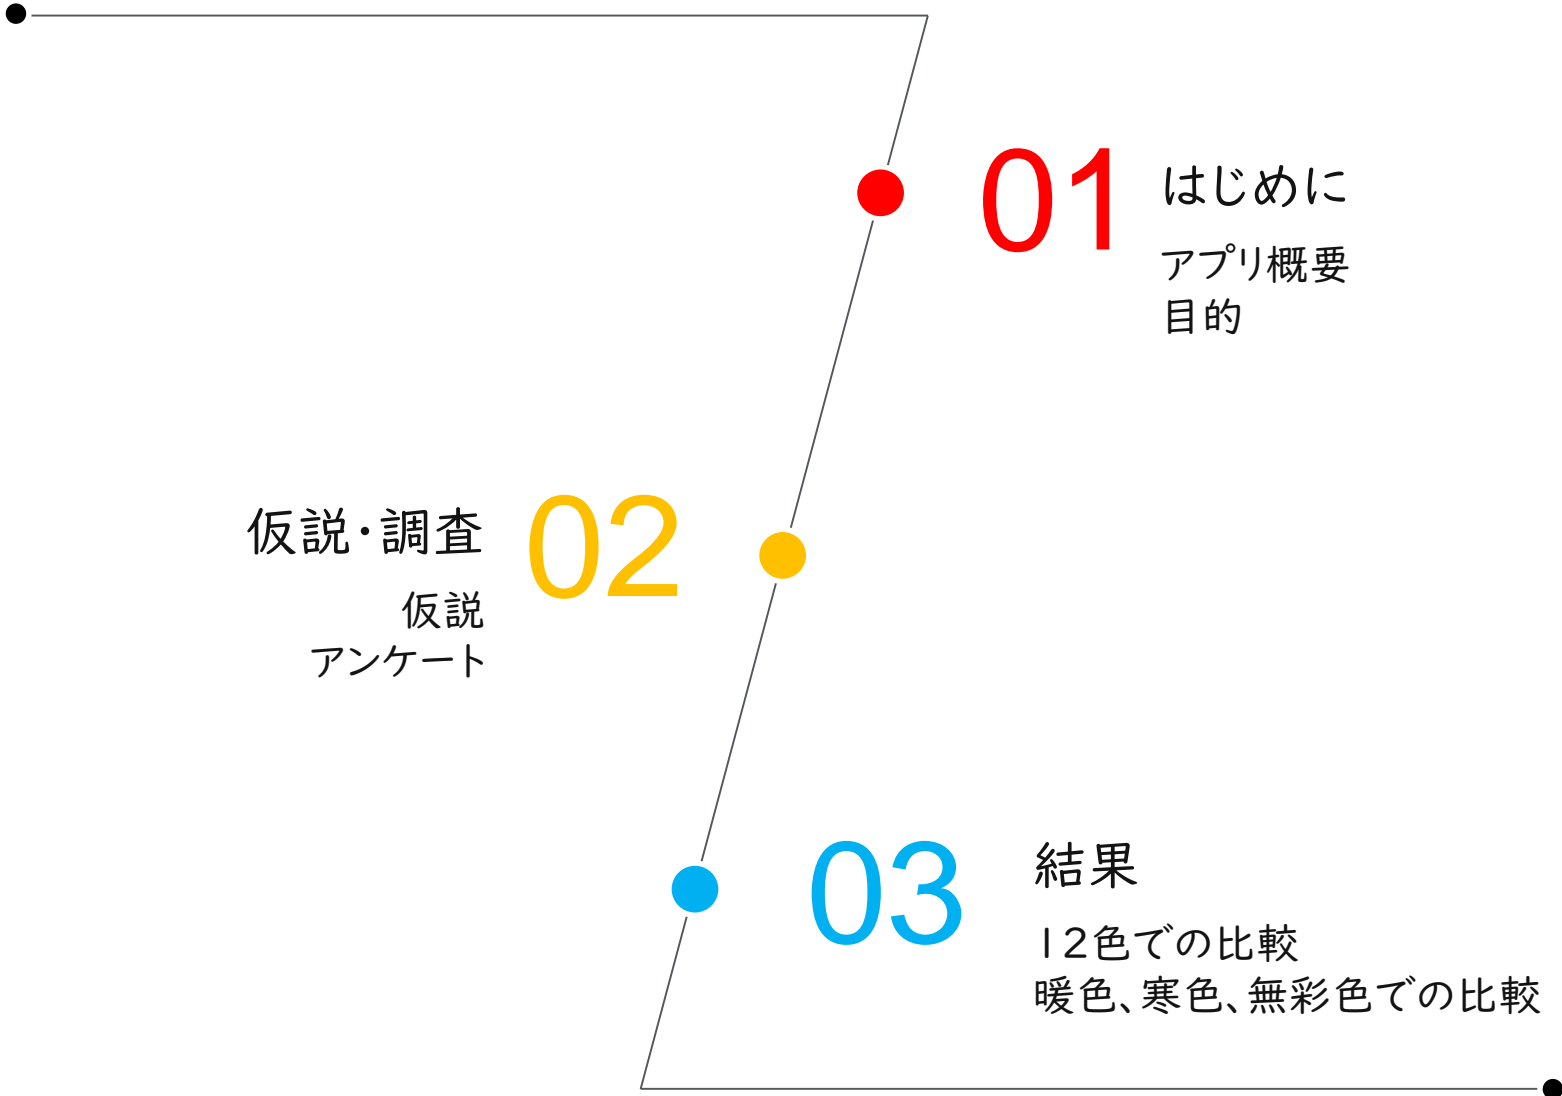 01
はじめに
アプリ概要
目的
02
仮説・調査
仮説
アンケート
03
結果
12色での比較
暖色、寒色、無彩色での比較